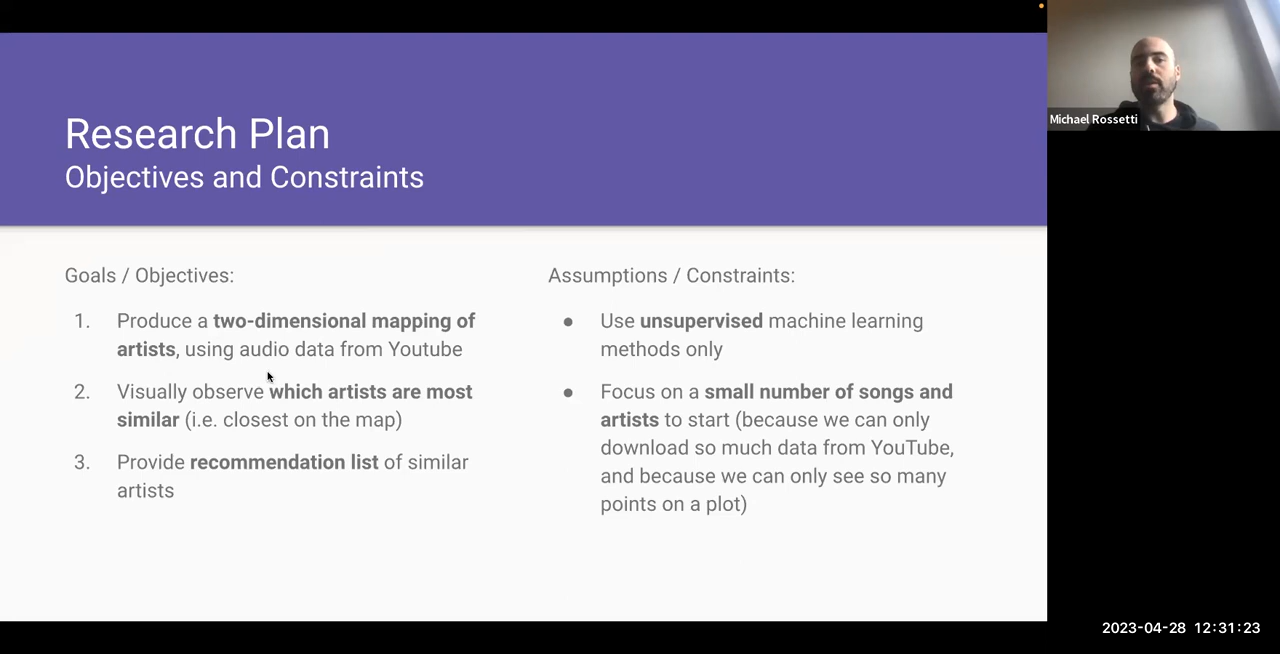 Research Plan
Objectives and Constraints
Goals / Objectives:
1. Produce a two-dimensional mapping of
artists, using audio data from Youtube
2. Visually observe which artists are most
similar (i.e. closest on the map)
3. Provide recommendation list of similar
artists
Assumptions / Constraints:
● Use unsupervised machine learning
methods only
● Focus on a small number of songs and
artists to start (because we can only
download so much data from YouTube,
and because we can only see so many
points on a plot)
Michael Rossetti
2023-04-28 12:31:23